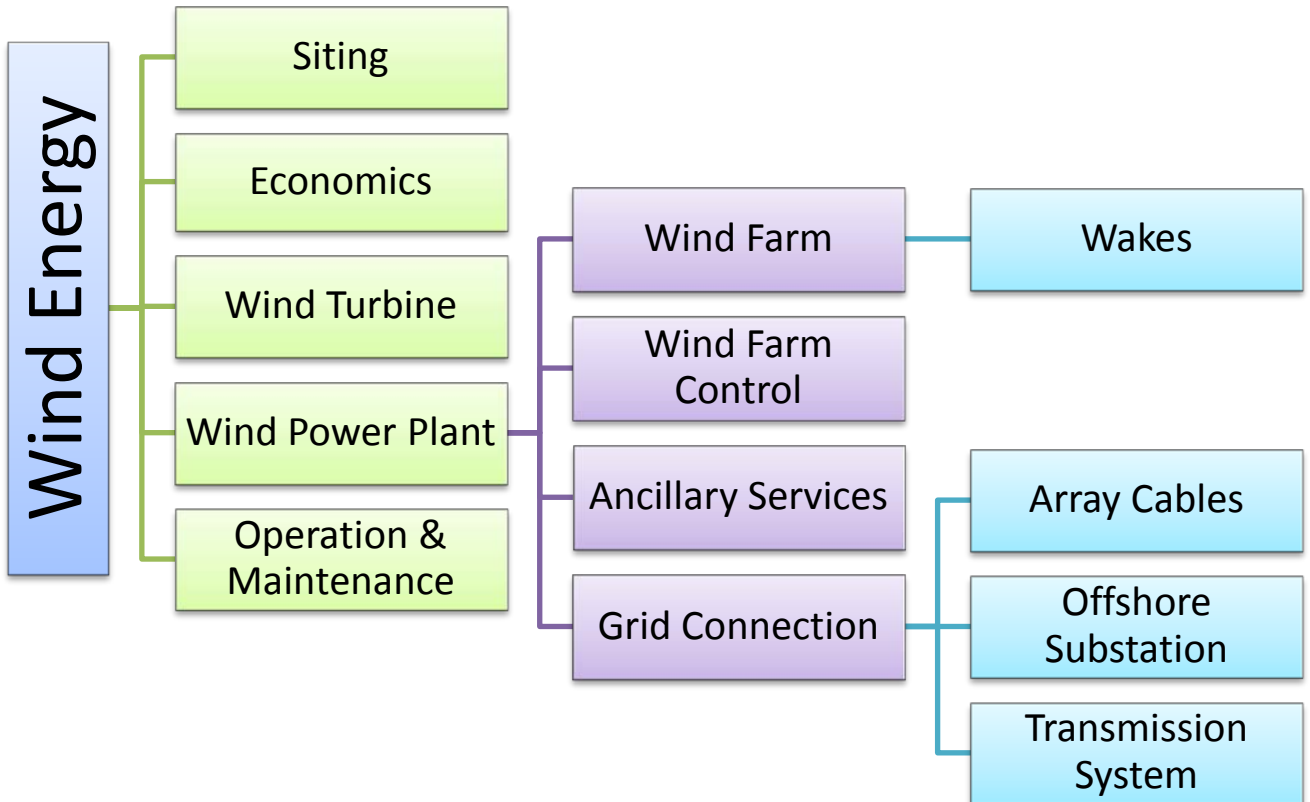 Wind Energy
Siting
Economics
Wind Turbine
Wind Power Plant
Operation &
Maintenance
Wind Farm
Wind Farm
Control
Ancillary Services
Grid Connection
Wakes
Array Cables
Offshore
Substation
Transmission
System